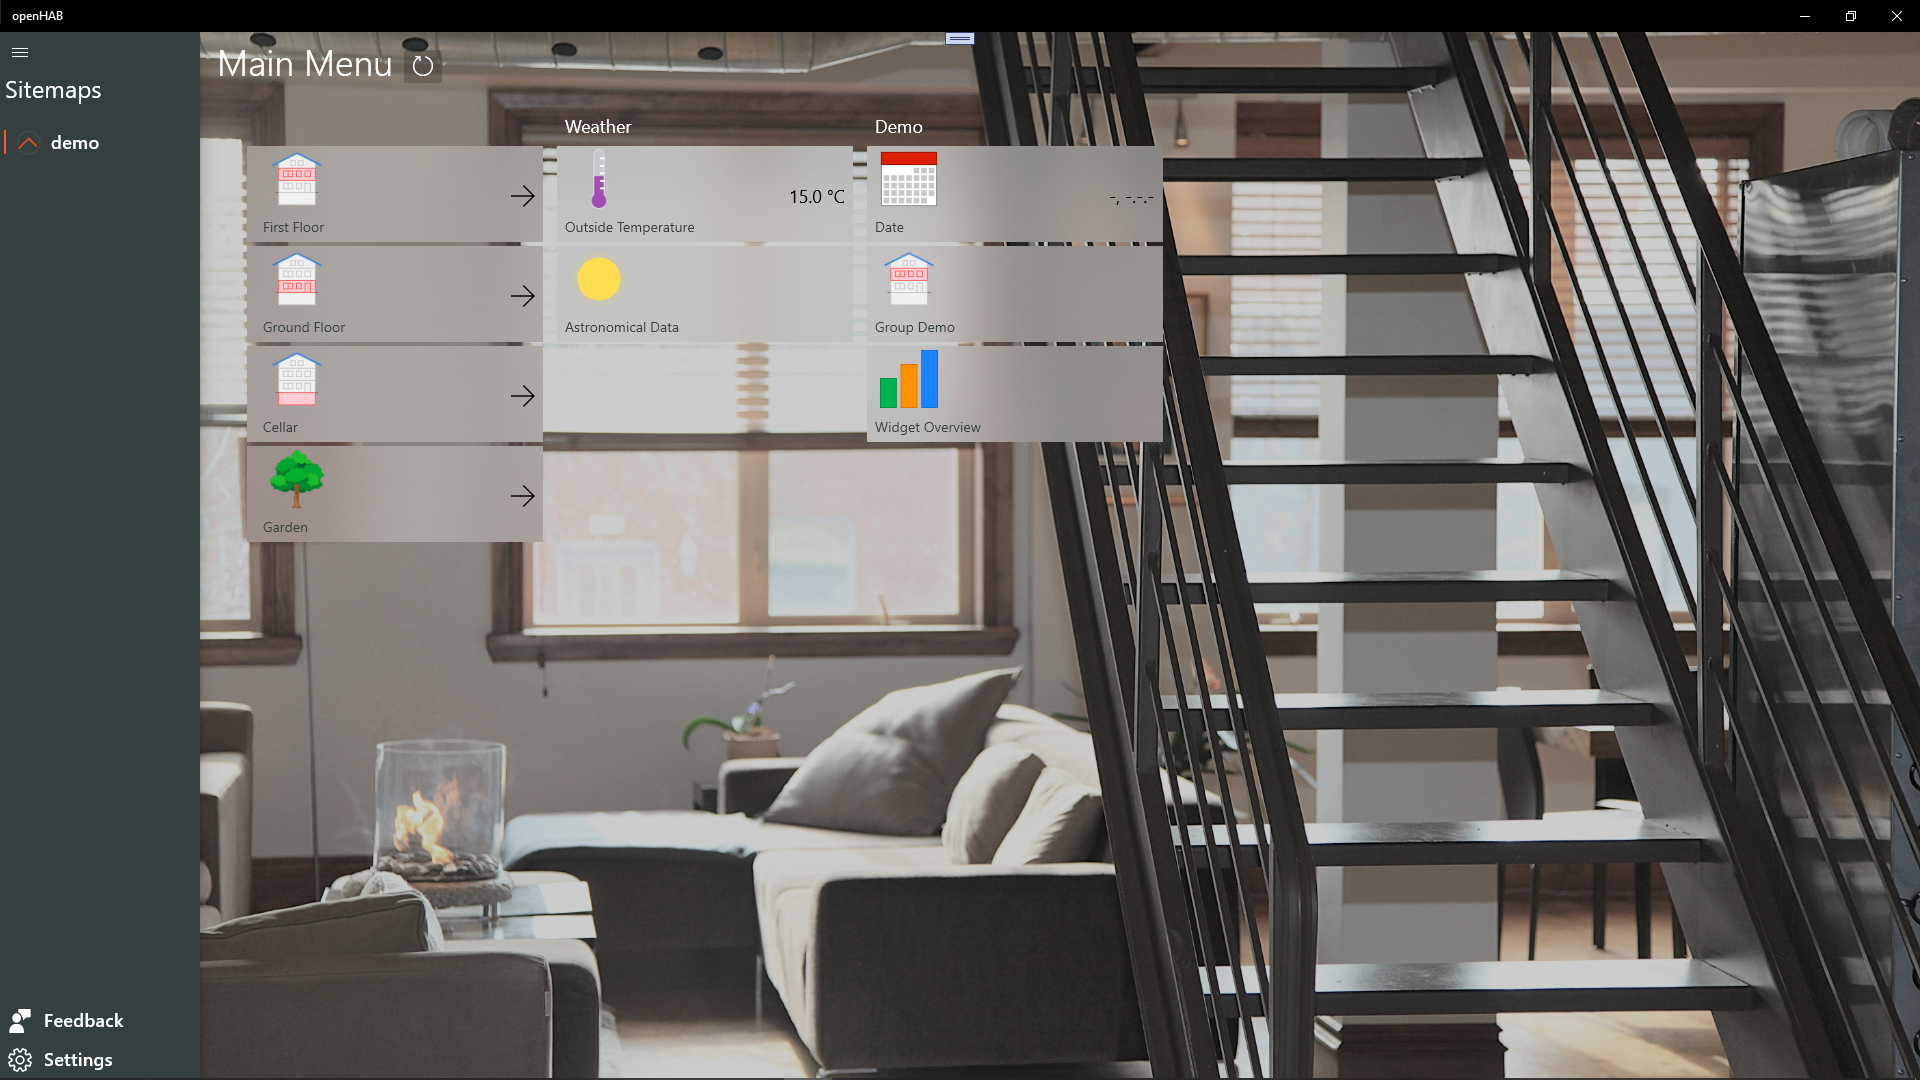 openHAB
Main Menu
Sitemaps
demo
Weather
Demo
First Floor
15.0 °C
Outside Temperature
-, -.-.-
Date
Ground Floor
Astronomical Data
Group Demo
Cellar
Widget Overview
Garden
Feedback
Settings